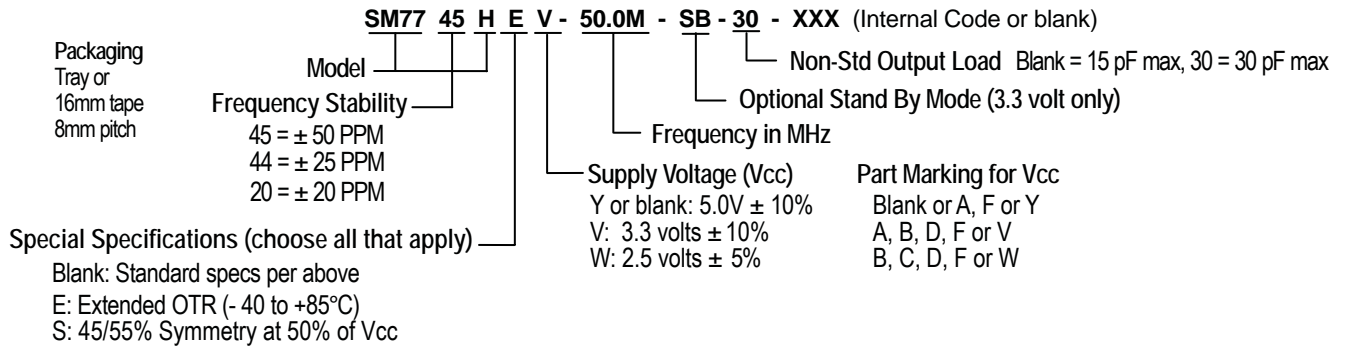 SM77 45 H E V - 50.0M - SB - 30 - XXX (Internal Code or blank)
Packaging
Tray or
16mm tape
8mm pitch
Model
Non-Std Output Load Blank = 15 pF max, 30 = 30 pF max
Frequency Stability
45 = ± 50 PPM
44 = ± 25 PPM
20 = ± 20 PPM
Optional Stand By Mode (3.3 volt only)
Frequency in MHz
Supply Voltage (Vcc)
Y or blank: 5.0V ± 10%
V: 3.3 volts ± 10%
W: 2.5 volts ± 5%
Part Marking for Vcc
Blank or A, F or Y
A, B, D, F or V
B, C, D, F or W
Special Specifications (choose all that apply)
Blank: Standard specs per above
E: Extended OTR (- 40 to +85°C)
S: 45/55% Symmetry at 50% of Vcc